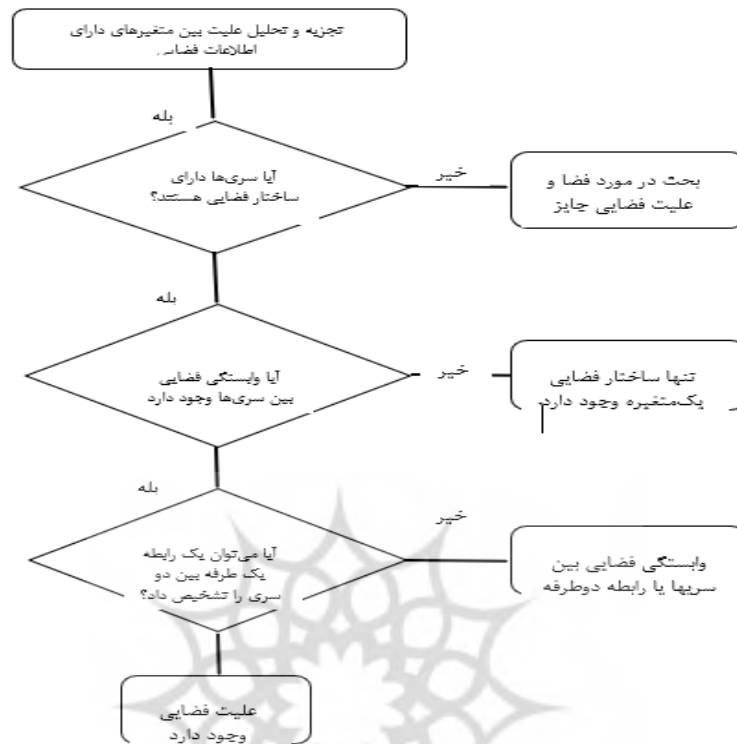 تجزیه و تحلیل علیت بین متغیرهای دارای
اطلاعات فضایی
بله
آیا سری‌ها دارای
ساختار فضایی هستند؟
خیر
بحث در مورد فضا و
علیت فضایی جایز
بله
آیا وابستگی فضایی
بین سری‌ها وجود دارد
خیر
تنها ساختار فضایی
یک‌متغیره وجود دارد.
بله
آیا می‌توان یک رابطه
یک طرفه بین دو
سری را تشخیص داد؟
خیر
وابستگی فضایی بین
سریها یا رابطه دوطرفه
علیت فضایی
وجود دارد